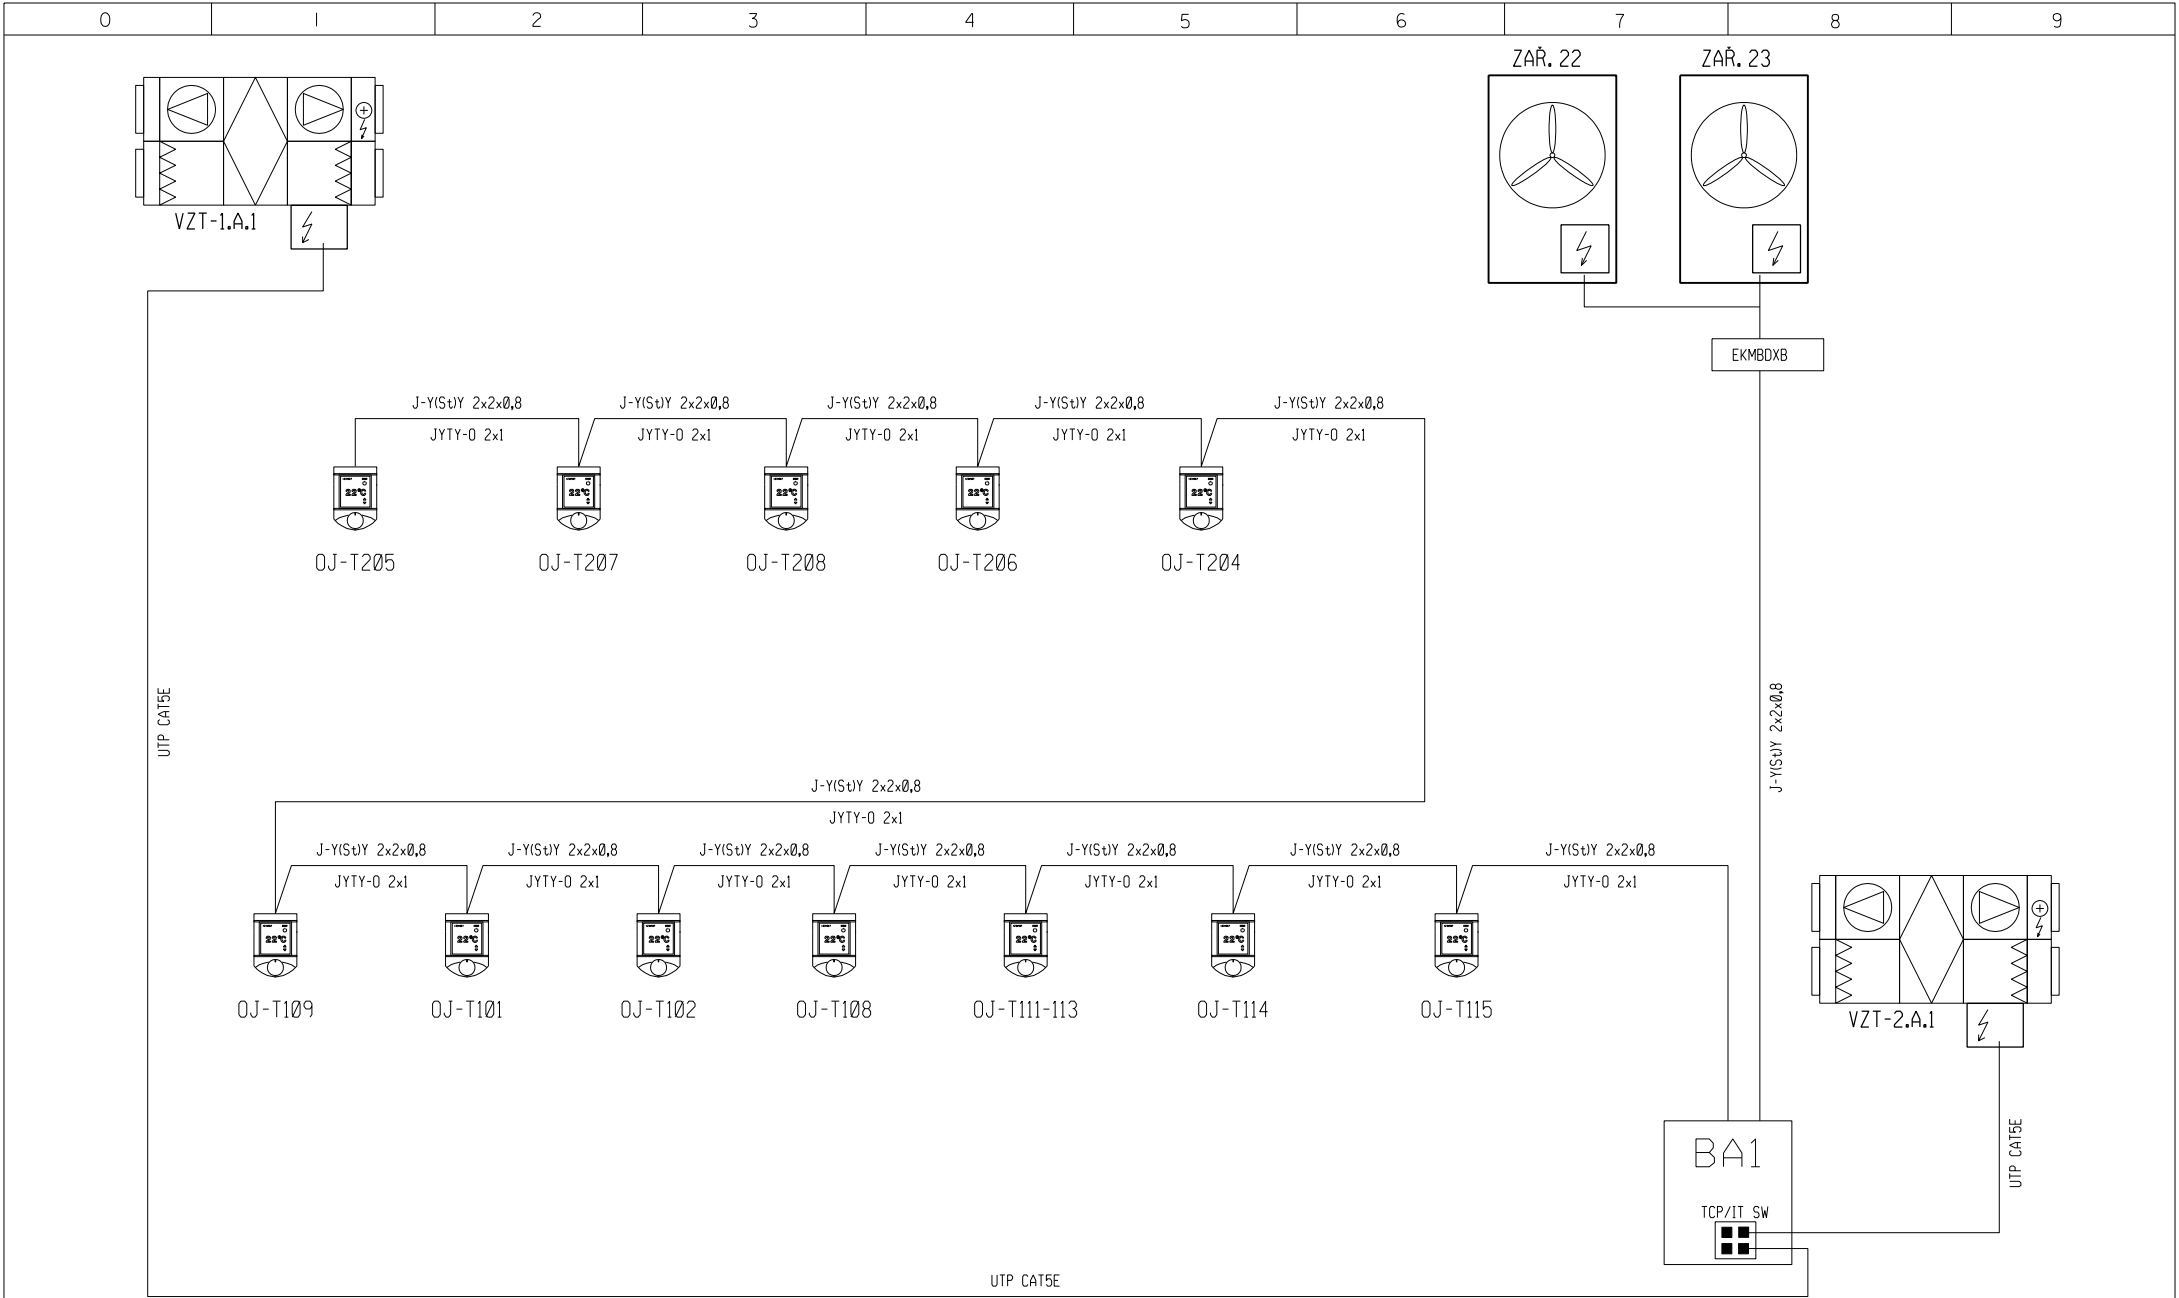 0 1 2 3 4 5 6 7 8 9
ZAŘ. 22 ZAŘ. 23
VZT-1.A.1
EKMBDXB
J-Y(St)Y 2x2x0,8 J-Y(St)Y 2x2x0,8 J-Y(St)Y 2x2x0,8 J-Y(St)Y 2x2x0,8 J-Y(St)Y 2x2x0,8
JYTY-O 2x1 JYTY-O 2x1 JYTY-O 2x1 JYTY-O 2x1 JYTY-O 2x1
22°C 22°C 22°C 22°C 22°C
OJ-T205 OJ-T207 OJ-T208 OJ-T206 OJ-T204
UTP CAT5E
J-Y(St)Y 2x2x0,8
J-Y(St)Y 2x2x0,8
JYTY-O 2x1
J-Y(St)Y 2x2x0,8 J-Y(St)Y 2x2x0,8 J-Y(St)Y 2x2x0,8 J-Y(St)Y 2x2x0,8 J-Y(St)Y 2x2x0,8 J-Y(St)Y 2x2x0,8 J-Y(St)Y 2x2x0,8
JYTY-O 2x1 JYTY-O 2x1 JYTY-O 2x1 JYTY-O 2x1 JYTY-O 2x1 JYTY-O 2x1 JYTY-O 2x1
22°C 22°C 22°C 22°C 22°C 22°C 22°C
OJ-T109 OJ-T101 OJ-T102 OJ-T108 OJ-T111-113 OJ-T114 OJ-T115
VZT-2.A.1
BA1
UTP CAT5E
TCP/IT SW
UTP CAT5E